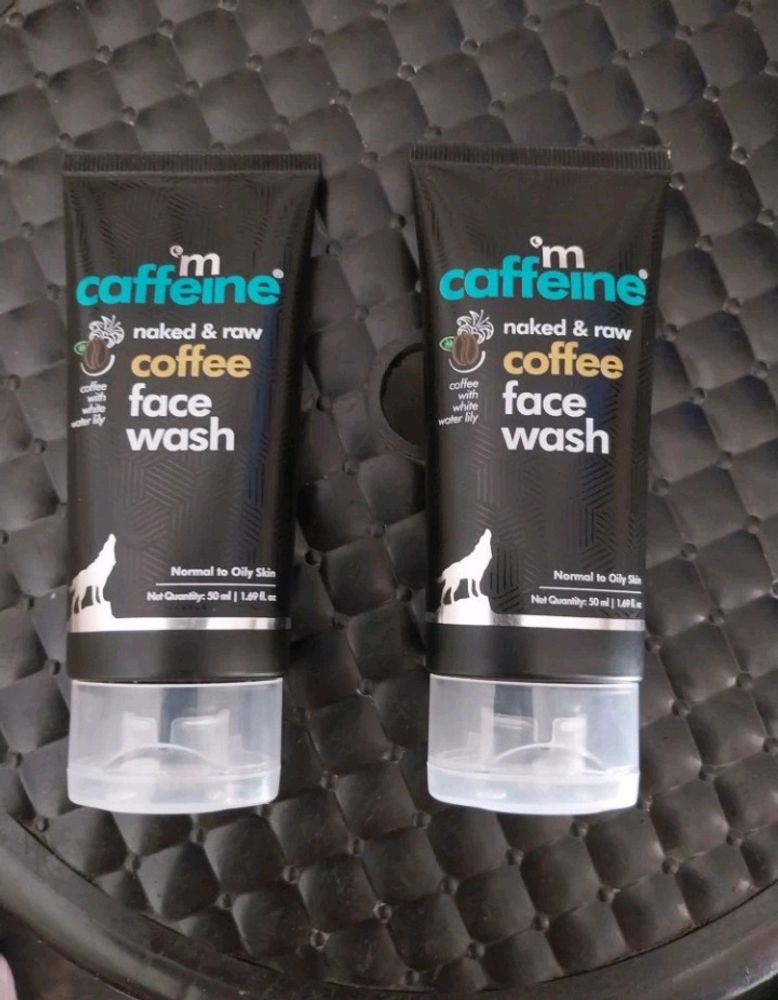 'm
caffeine®
naked & raw
coffee
face
wash
coffee
with
white
water lily
Normal to Oily Skin
Net Quantity: 50 ml | 1.69 fl. oz
'm
caffeine®
naked & raw
coffee
face
wash
coffee
with
white
water lily
Normal to Oily Skin
Net Quantity: 50 ml | 1.69 fl. oz